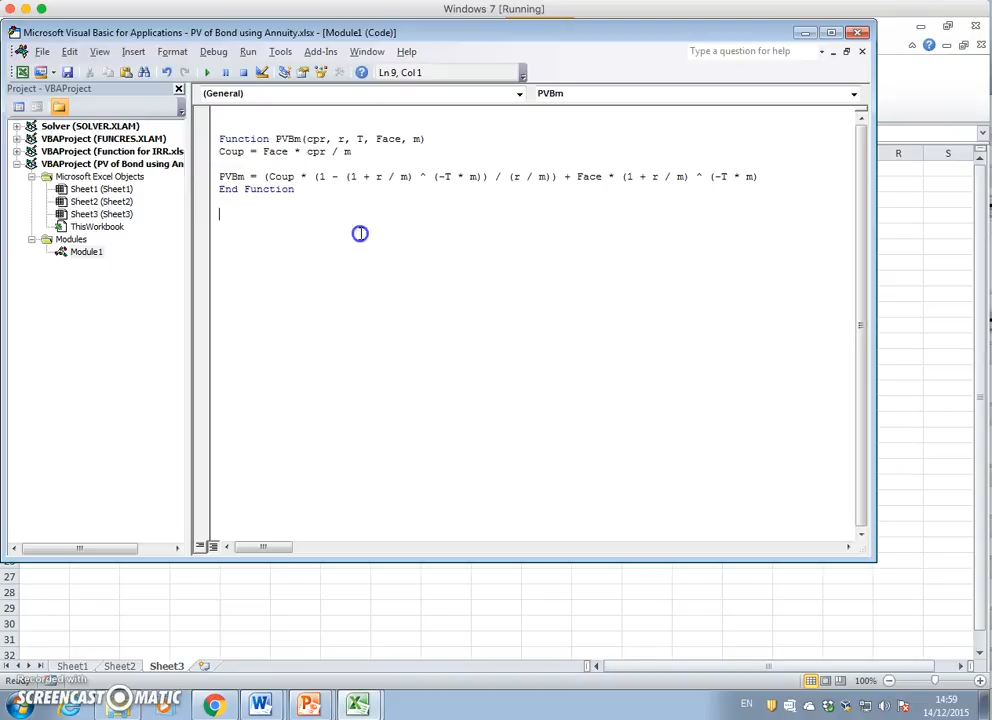 Windows 7 [Running]
Microsoft Visual Basic for Applications - PV of Bond using Annuity.xlsx - [Module1 (Code)]
File Edit View Insert Format Debug Run Tools Add-Ins Window Help
Type a question for help
Ln 9, Col 1
Project - VBAProject
(General)
PVBm
Solver (SOLVER.XLAM)
VBAProject (FUNCRES.XLAM)
VBAProject (Function for IRR.xls
VBAProject (PV of Bond using An
Microsoft Excel Objects
Sheet1 (Sheet1)
Sheet2 (Sheet2)
Sheet3 (Sheet3)
ThisWorkbook
Modules
Module1
Function PVBm(cpr, r, T, Face, m)
Coup = Face * cpr / m
PVBm = (Coup * (1 - (1 + r / m) ^ (-T * m)) / (r / m)) + Face * (1 + r / m) ^ (-T * m)
End Function
R S
27
28
29
30
31
32
Sheet1 Sheet2 Sheet3
Ready
100%
Recorded with
SCREENCAST-O-MATIC
EN
14:59
14/12/2015